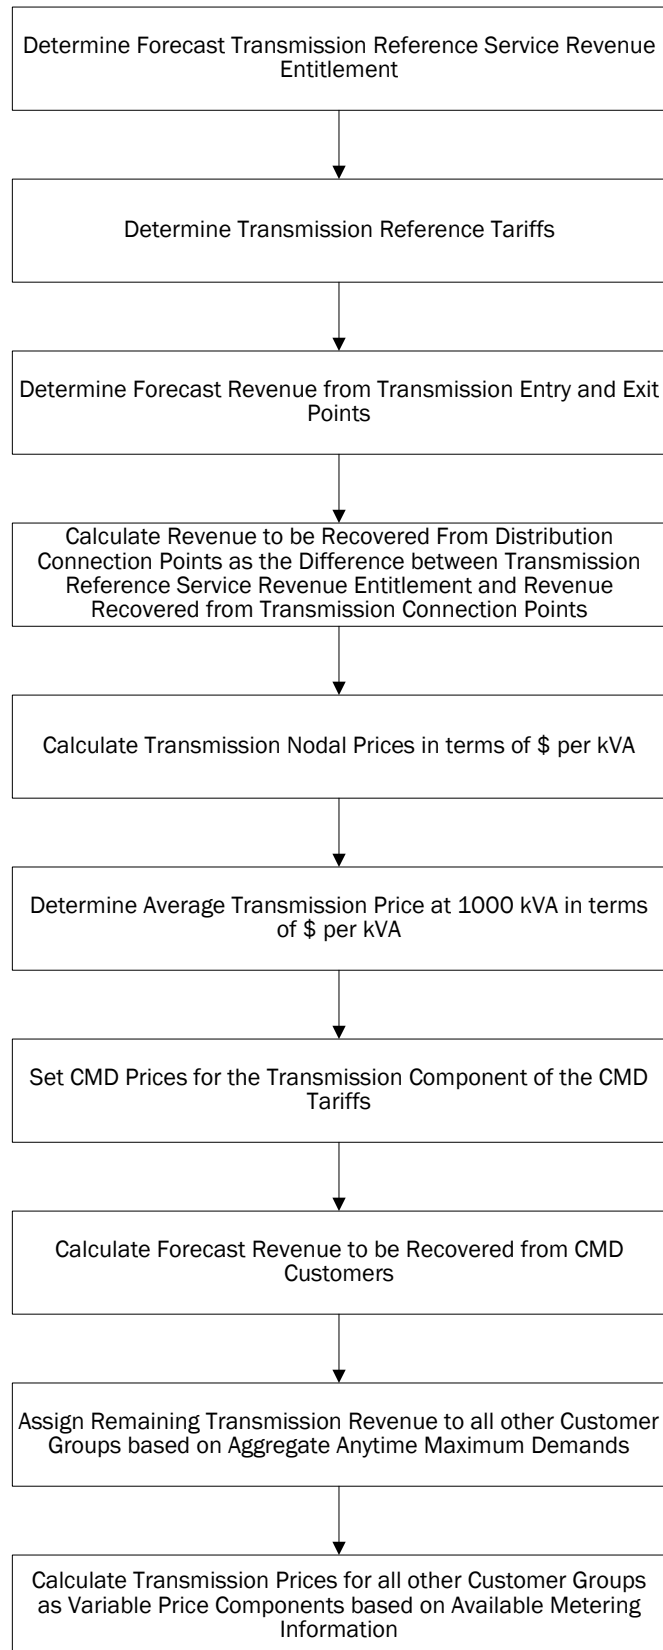 Determine Forecast Transmission Reference Service Revenue
Entitlement
Determine Transmission Reference Tariffs
Determine Forecast Revenue from Transmission Entry and Exit
Points
Calculate Revenue to be Recovered From Distribution
Connection Points as the Difference between Transmission
Reference Service Revenue Entitlement and Revenue
Recovered from Transmission Connection Points
Calculate Transmission Nodal Prices in terms of $ per kVA
Determine Average Transmission Price at 1000 kVA in terms
of $ per kVA
Set CMD Prices for the Transmission Component of the CMD
Tariffs
Calculate Forecast Revenue to be Recovered from CMD
Customers
Assign Remaining Transmission Revenue to all other Customer
Groups based on Aggregate Anytime Maximum Demands
Calculate Transmission Prices for all other Customer Groups
as Variable Price Components based on Available Metering
Information